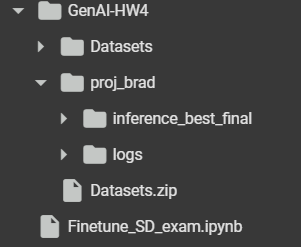 GenAI-HW4
Datasets
proj_brad
inference_best_final
logs
Datasets.zip
Finetune_SD_exam.ipynb